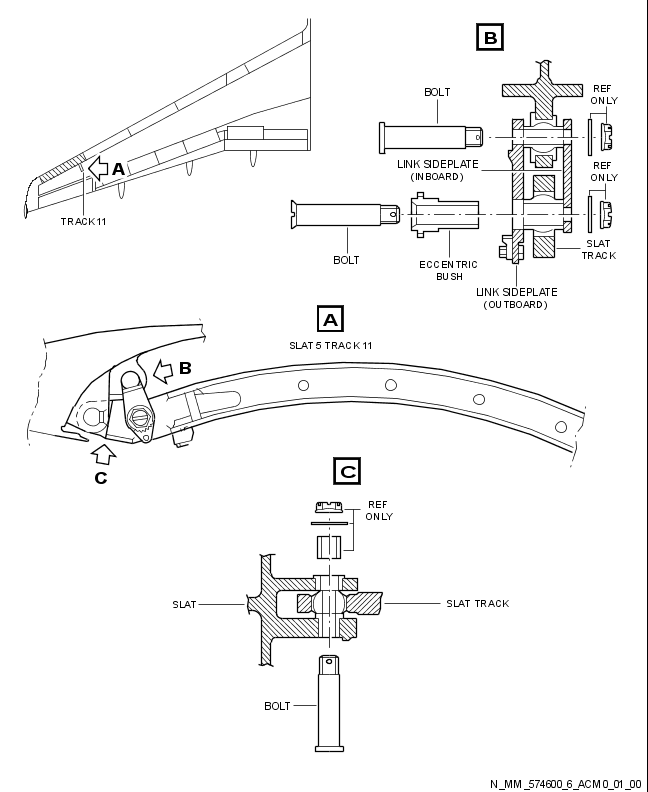 B
BOLT
REF
ONLY
A
LINK SIDEPLATE
(INBOARD)
REF
ONLY
TRACK 11
BOLT
ECCENTRIC
BUSH
SLAT
TRACK
LINK SIDEPLATE
(OUTBOARD)
A
SLAT 5 TRACK 11
B
C
C
REF
ONLY
SLAT
SLAT TRACK
BOLT
N_MM_574600_6_ACM0_01_00